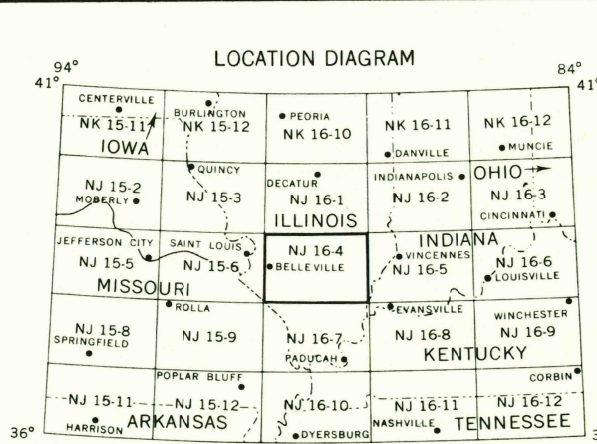 LOCATION DIAGRAM
94° 84°
41° 41°
CENTERVILLE BURLINGTON PEORIA
NK 15-11 NK 15-12 NK 16-10 NK 16-11 NK 16-12
IOWA DANVILLE MUNCIE
QUINCY DECATUR INDIANAPOLIS OHIO
NJ 15-2 NJ 15-3 NJ 16-1 NJ 16-2 NJ 16-3
MOBERLY ILLINOIS CINCINNATI
JEFFERSON CITY SAINT LOUIS NJ 16-4 INDIANA
NJ 15-5 NJ 15-6 BELLEVILLE VINCENNES NJ 16-6
MISSOURI NJ 16-5 LOUISVILLE
ROLLA EVANSVILLE WINCHESTER
NJ 15-8 NJ 15-9 NJ 16-7 NJ 16-8 NJ 16-9
SPRINGFIELD PADUCAH KENTUCKY
POPLAR BLUFF CORBIN
NJ 15-11 NJ 15-12 NJ 16-10 NJ 16-11 NJ 16-12
36° HARRISON ARKANSAS DYERSBURG NASHVILLE TENNESSEE